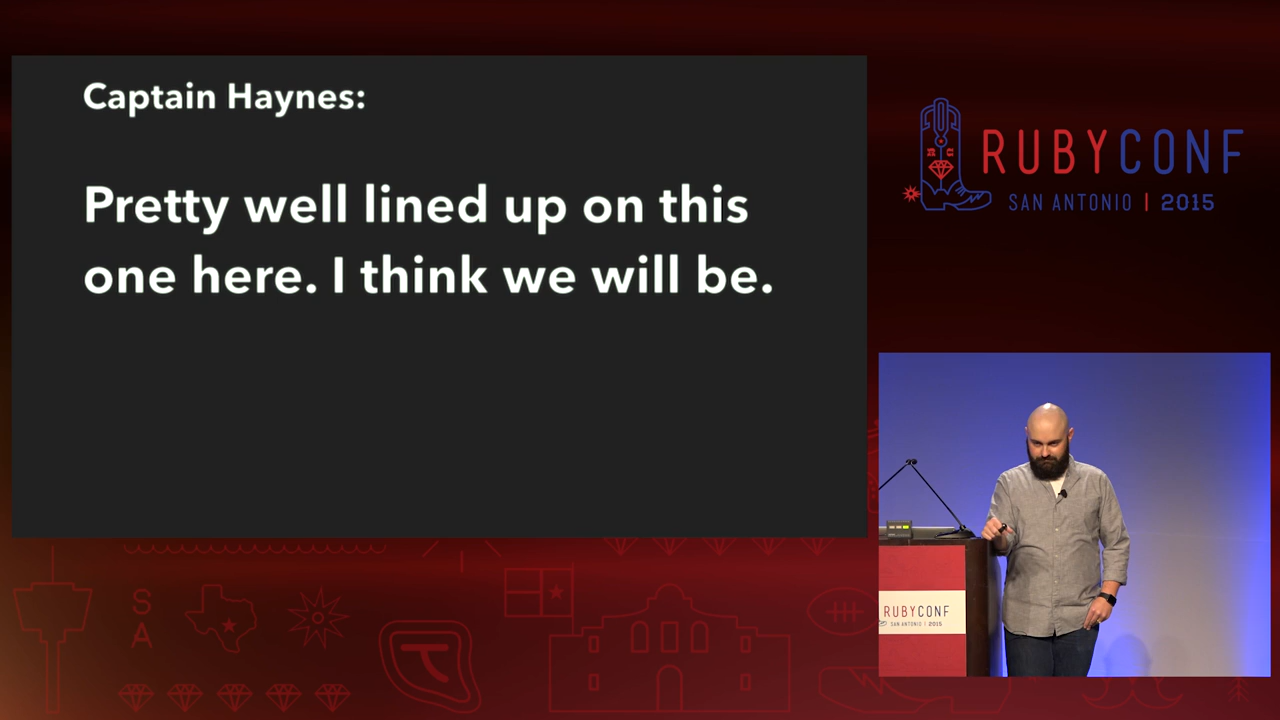 Captain Haynes:
Pretty well lined up on this
one here. I think we will be.
RUBYCONF
SAN ANTONIO | 2015
S
A
RUBYCONF
SAN ANTONIO | 2015